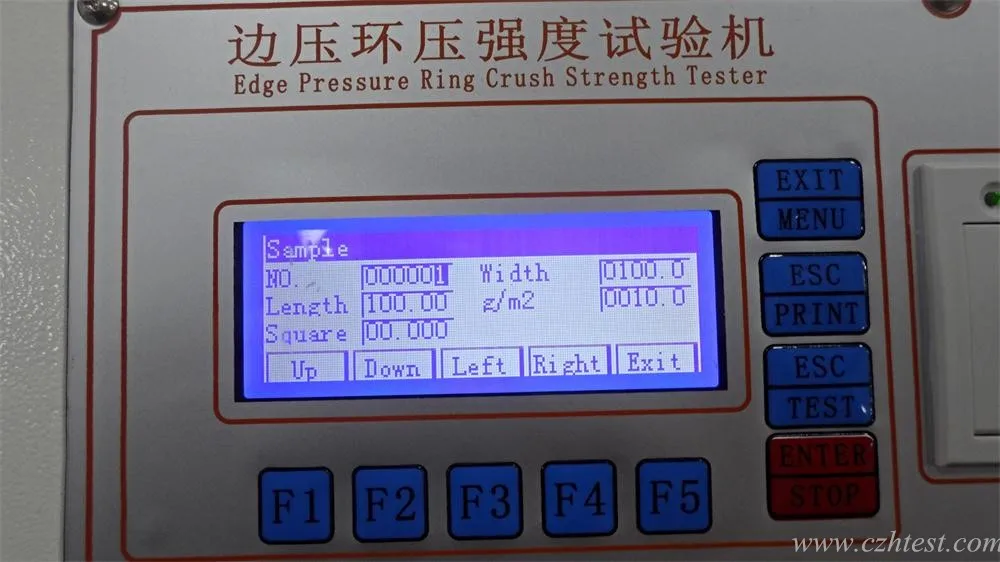 边压环压强度试验机
Edge Pressure Ring Crush Strength Tester
Sample
NO. 000001 Width 0100.0
Length 100.00 g/m2 0010.0
Square 00.000
Up Down Left Right Exit
EXIT
MENU
ESC
PRINT
ESC
TEST
ENTER
STOP
F1 F2 F3 F4 F5
www.czhtest.com